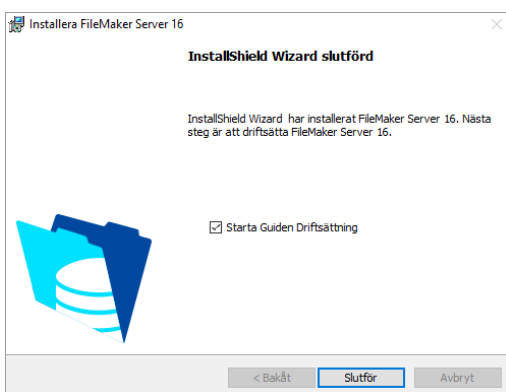 Installera FileMaker Server 16
InstallShield Wizard slutförd
InstallShield Wizard har installerat FileMaker Server 16. Nästa
steg är att driftsätta FileMaker Server 16.
Starta Guiden Driftsättning
< Bakåt
Slutför
Avbryt